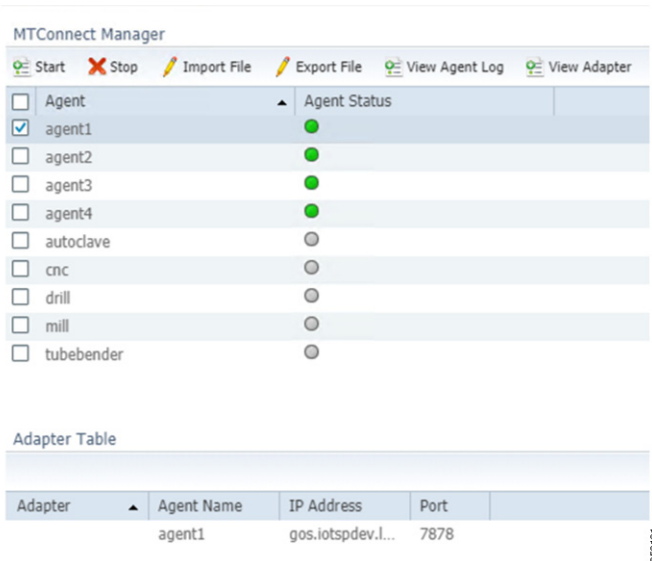 MTConnect Manager
Start Stop Import File Export File View Agent Log View Adapter
Agent Agent Status
agent1
agent2
agent3
agent4
autoclave
cnc
drill
mill
tubebender
Adapter Table
Adapter Agent Name IP Address Port
agent1 gos.iotspdev.l... 7878